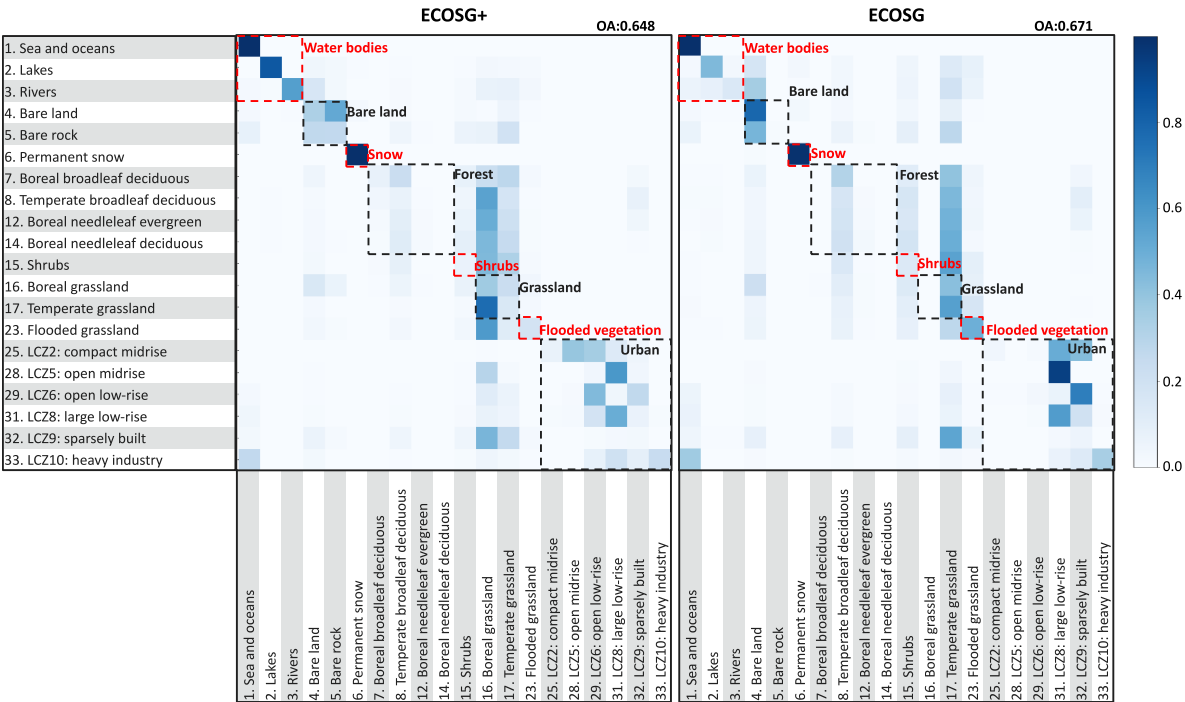 ECOSG+
ECOSG
OA:0.648
OA:0.671
1. Sea and oceans
2. Lakes
3. Rivers
4. Bare land
5. Bare rock
6. Permanent snow
7. Boreal broadleaf deciduous
8. Temperate broadleaf deciduous
12. Boreal needleleaf evergreen
14. Boreal needleleaf deciduous
15. Shrubs
16. Boreal grassland
17. Temperate grassland
23. Flooded grassland
25. LCZ2: compact midrise
28. LCZ5: open midrise
29. LCZ6: open low-rise
31. LCZ8: large low-rise
32. LCZ9: sparsely built
33. LCZ10: heavy industry
Water bodies
Bare land
Snow
Forest
Shrubs
Grassland
Flooded vegetation
Urban
Water bodies
Bare land
Snow
Forest
Shrubs
Grassland
Flooded vegetation
Urban
0.8
0.6
0.4
0.2
0.0
1. Sea and oceans
2. Lakes
3. Rivers
4. Bare land
5. Bare rock
6. Permanent snow
7. Boreal broadleaf deciduous
8. Temperate broadleaf deciduous
12. Boreal needleleaf evergreen
14. Boreal needleleaf deciduous
15. Shrubs
16. Boreal grassland
17. Temperate grassland
23. Flooded grassland
25. LCZ2: compact midrise
28. LCZ5: open midrise
29. LCZ6: open low-rise
31. LCZ8: large low-rise
32. LCZ9: sparsely built
33. LCZ10: heavy industry
1. Sea and oceans
2. Lakes
3. Rivers
4. Bare land
5. Bare rock
6. Permanent snow
7. Boreal broadleaf deciduous
8. Temperate broadleaf deciduous
12. Boreal needleleaf evergreen
14. Boreal needleleaf deciduous
15. Shrubs
16. Boreal grassland
17. Temperate grassland
23. Flooded grassland
25. LCZ2: compact midrise
28. LCZ5: open midrise
29. LCZ6: open low-rise
31. LCZ8: large low-rise
32. LCZ9: sparsely built
33. LCZ10: heavy industry